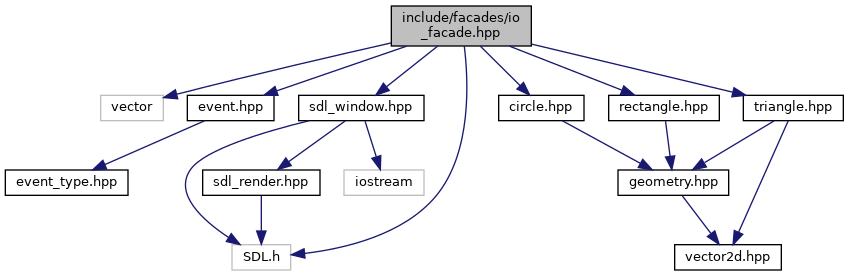 include/facades/io
_facade.hpp
vector
event.hpp
sdl_window.hpp
circle.hpp
rectangle.hpp
triangle.hpp
event_type.hpp
sdl_render.hpp
iostream
geometry.hpp
SDL.h
vector2d.hpp